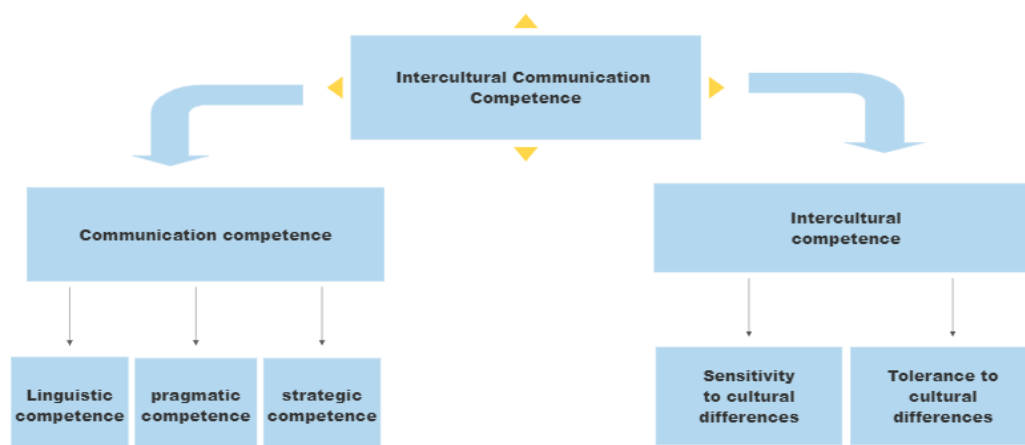 Intercultural Communication
Competence
Communication competence
Intercultural
competence
Linguistic
competence
pragmatic
competence
strategic
competence
Sensitivity
to cultural
differences
Tolerance to
cultural
differences